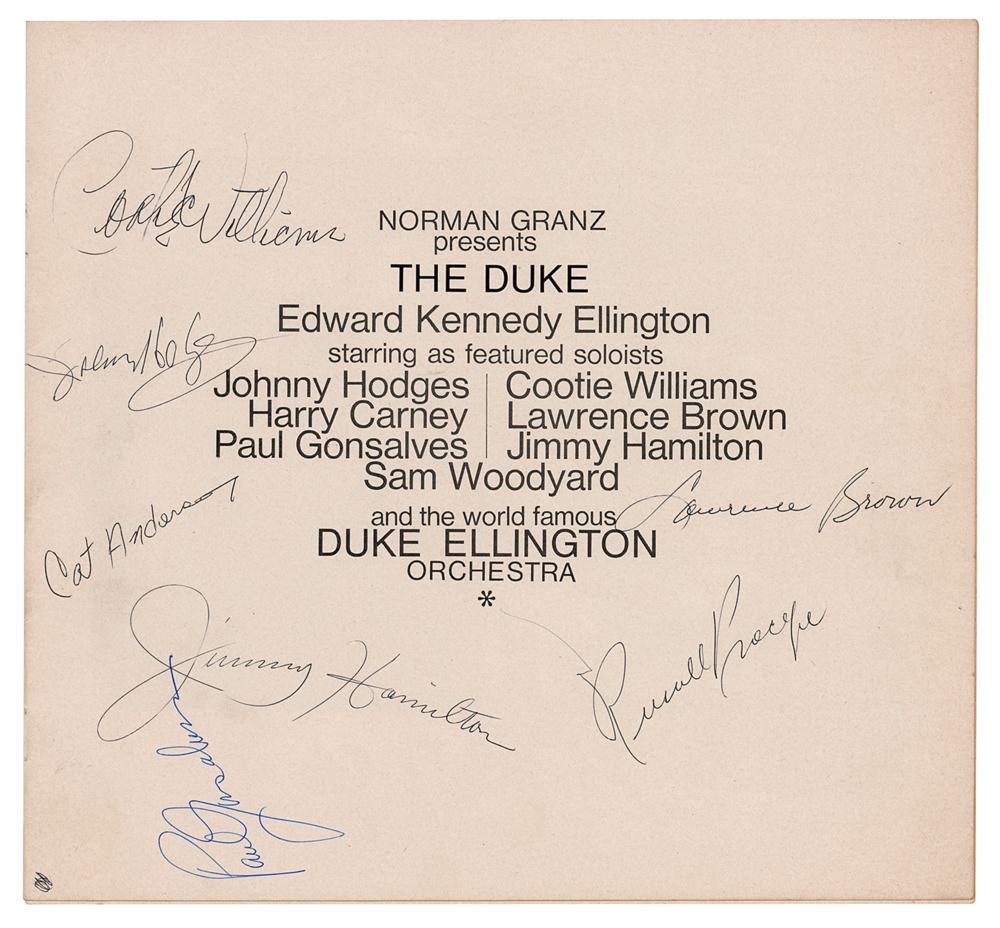 Cootie Williams
NORMAN GRANZ
presents
THE DUKE
Edward Kennedy Ellington
starring as featured soloists
Johnny Hodges
Johnny Hodges | Cootie Williams
Harry Carney | Lawrence Brown
Paul Gonsalves | Jimmy Hamilton
Sam Woodyard
Cat Anderson
Lawrence Brown
and the world famous
DUKE ELLINGTON
ORCHESTRA
*
Jimmy Hamilton
Russell Procope
Paul Gonsalves